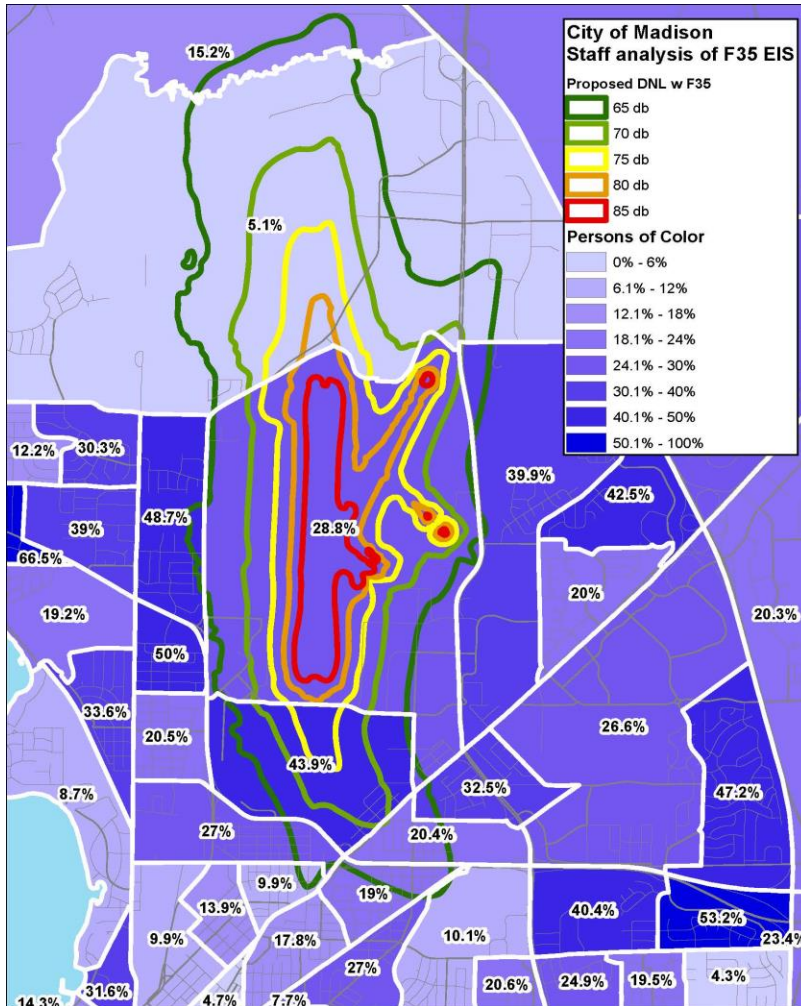 City of Madison
Staff analysis of F35 EIS
Proposed DNL w F35
65 db
70 db
75 db
80 db
85 db
Persons of Color
0% - 6%
6.1% - 12%
12.1% - 18%
18.1% - 24%
24.1% - 30%
30.1% - 40%
40.1% - 50%
50.1% - 100%
15.2%
5.1%
12.2%
30.3%
39.9%
42.5%
39%
48.7%
28.8%
66.5%
20%
19.2%
20.3%
50%
33.6%
20.5%
26.6%
43.9%
8.7%
32.5%
47.2%
27%
20.4%
9.9%
19%
13.9%
40.4%
53.2%
9.9%
17.8%
10.1%
23.4%
27%
31.6%
20.6%
24.9%
19.5%
4.3%
14.3%
4.7%
7.7%